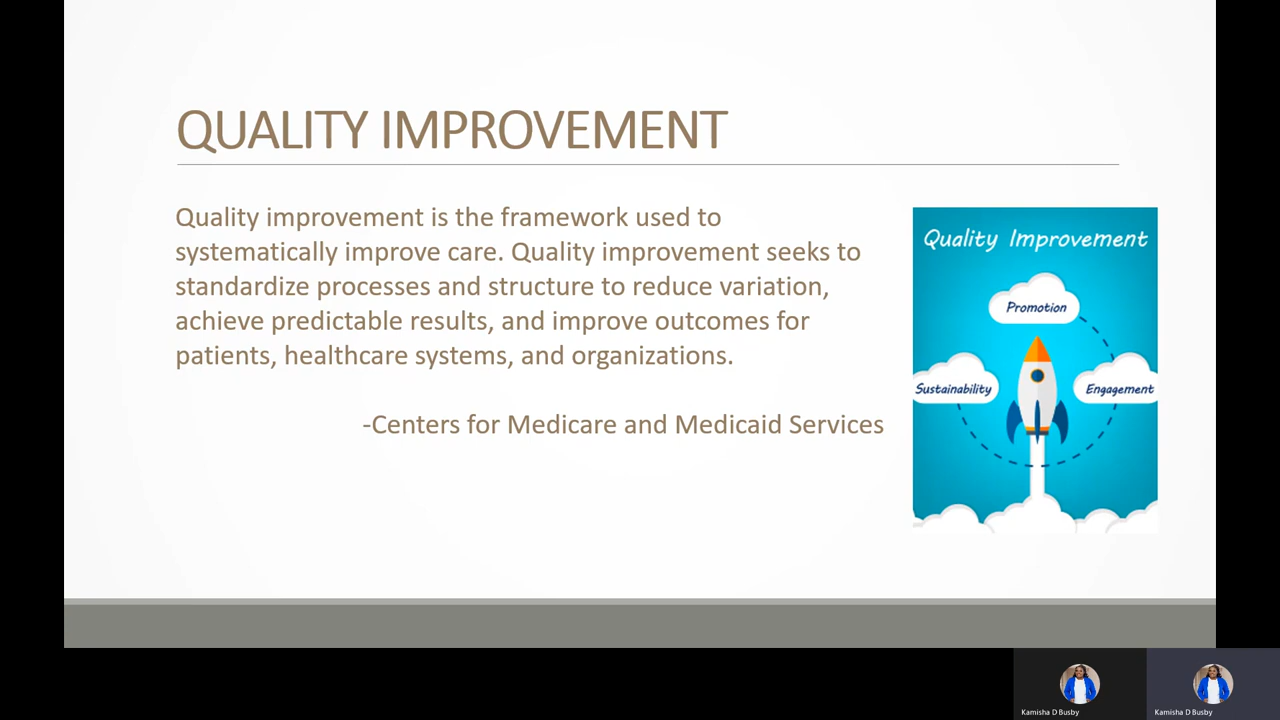 QUALITY IMPROVEMENT
Quality improvement is the framework used to
systematically improve care. Quality improvement seeks to
standardize processes and structure to reduce variation,
achieve predictable results, and improve outcomes for
patients, healthcare systems, and organizations.
-Centers for Medicare and Medicaid Services
Quality Improvement
Promotion
Sustainability
Engagement
Kamisha D Busby
Kamisha D Busby